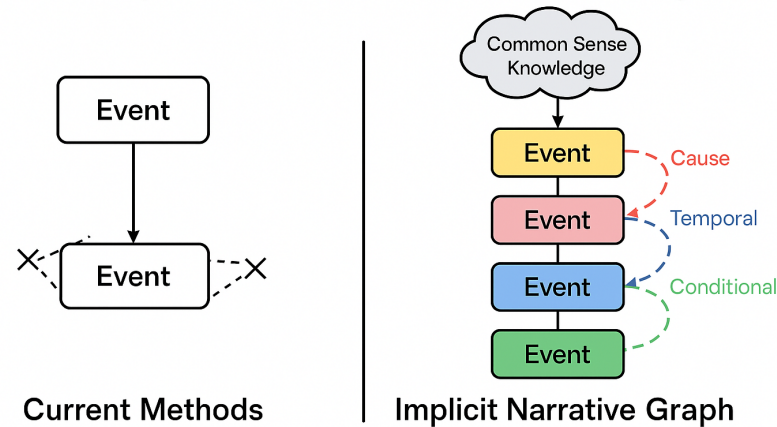 Event
Event
Current Methods
Common Sense
Knowledge
Event
Cause
Event
Temporal
Event
Conditional
Event
Implicit Narrative Graph